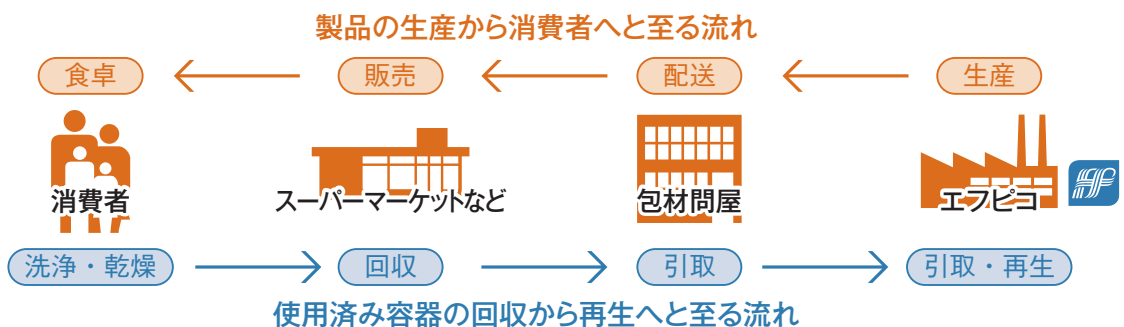 製品の生産から消費者へと至る流れ
食卓 販売 配送 生産
消費者 スーパーマーケットなど 包材問屋 エフピコ
洗浄・乾燥 回収 引取 引取・再生
使用済み容器の回収から再生へと至る流れ